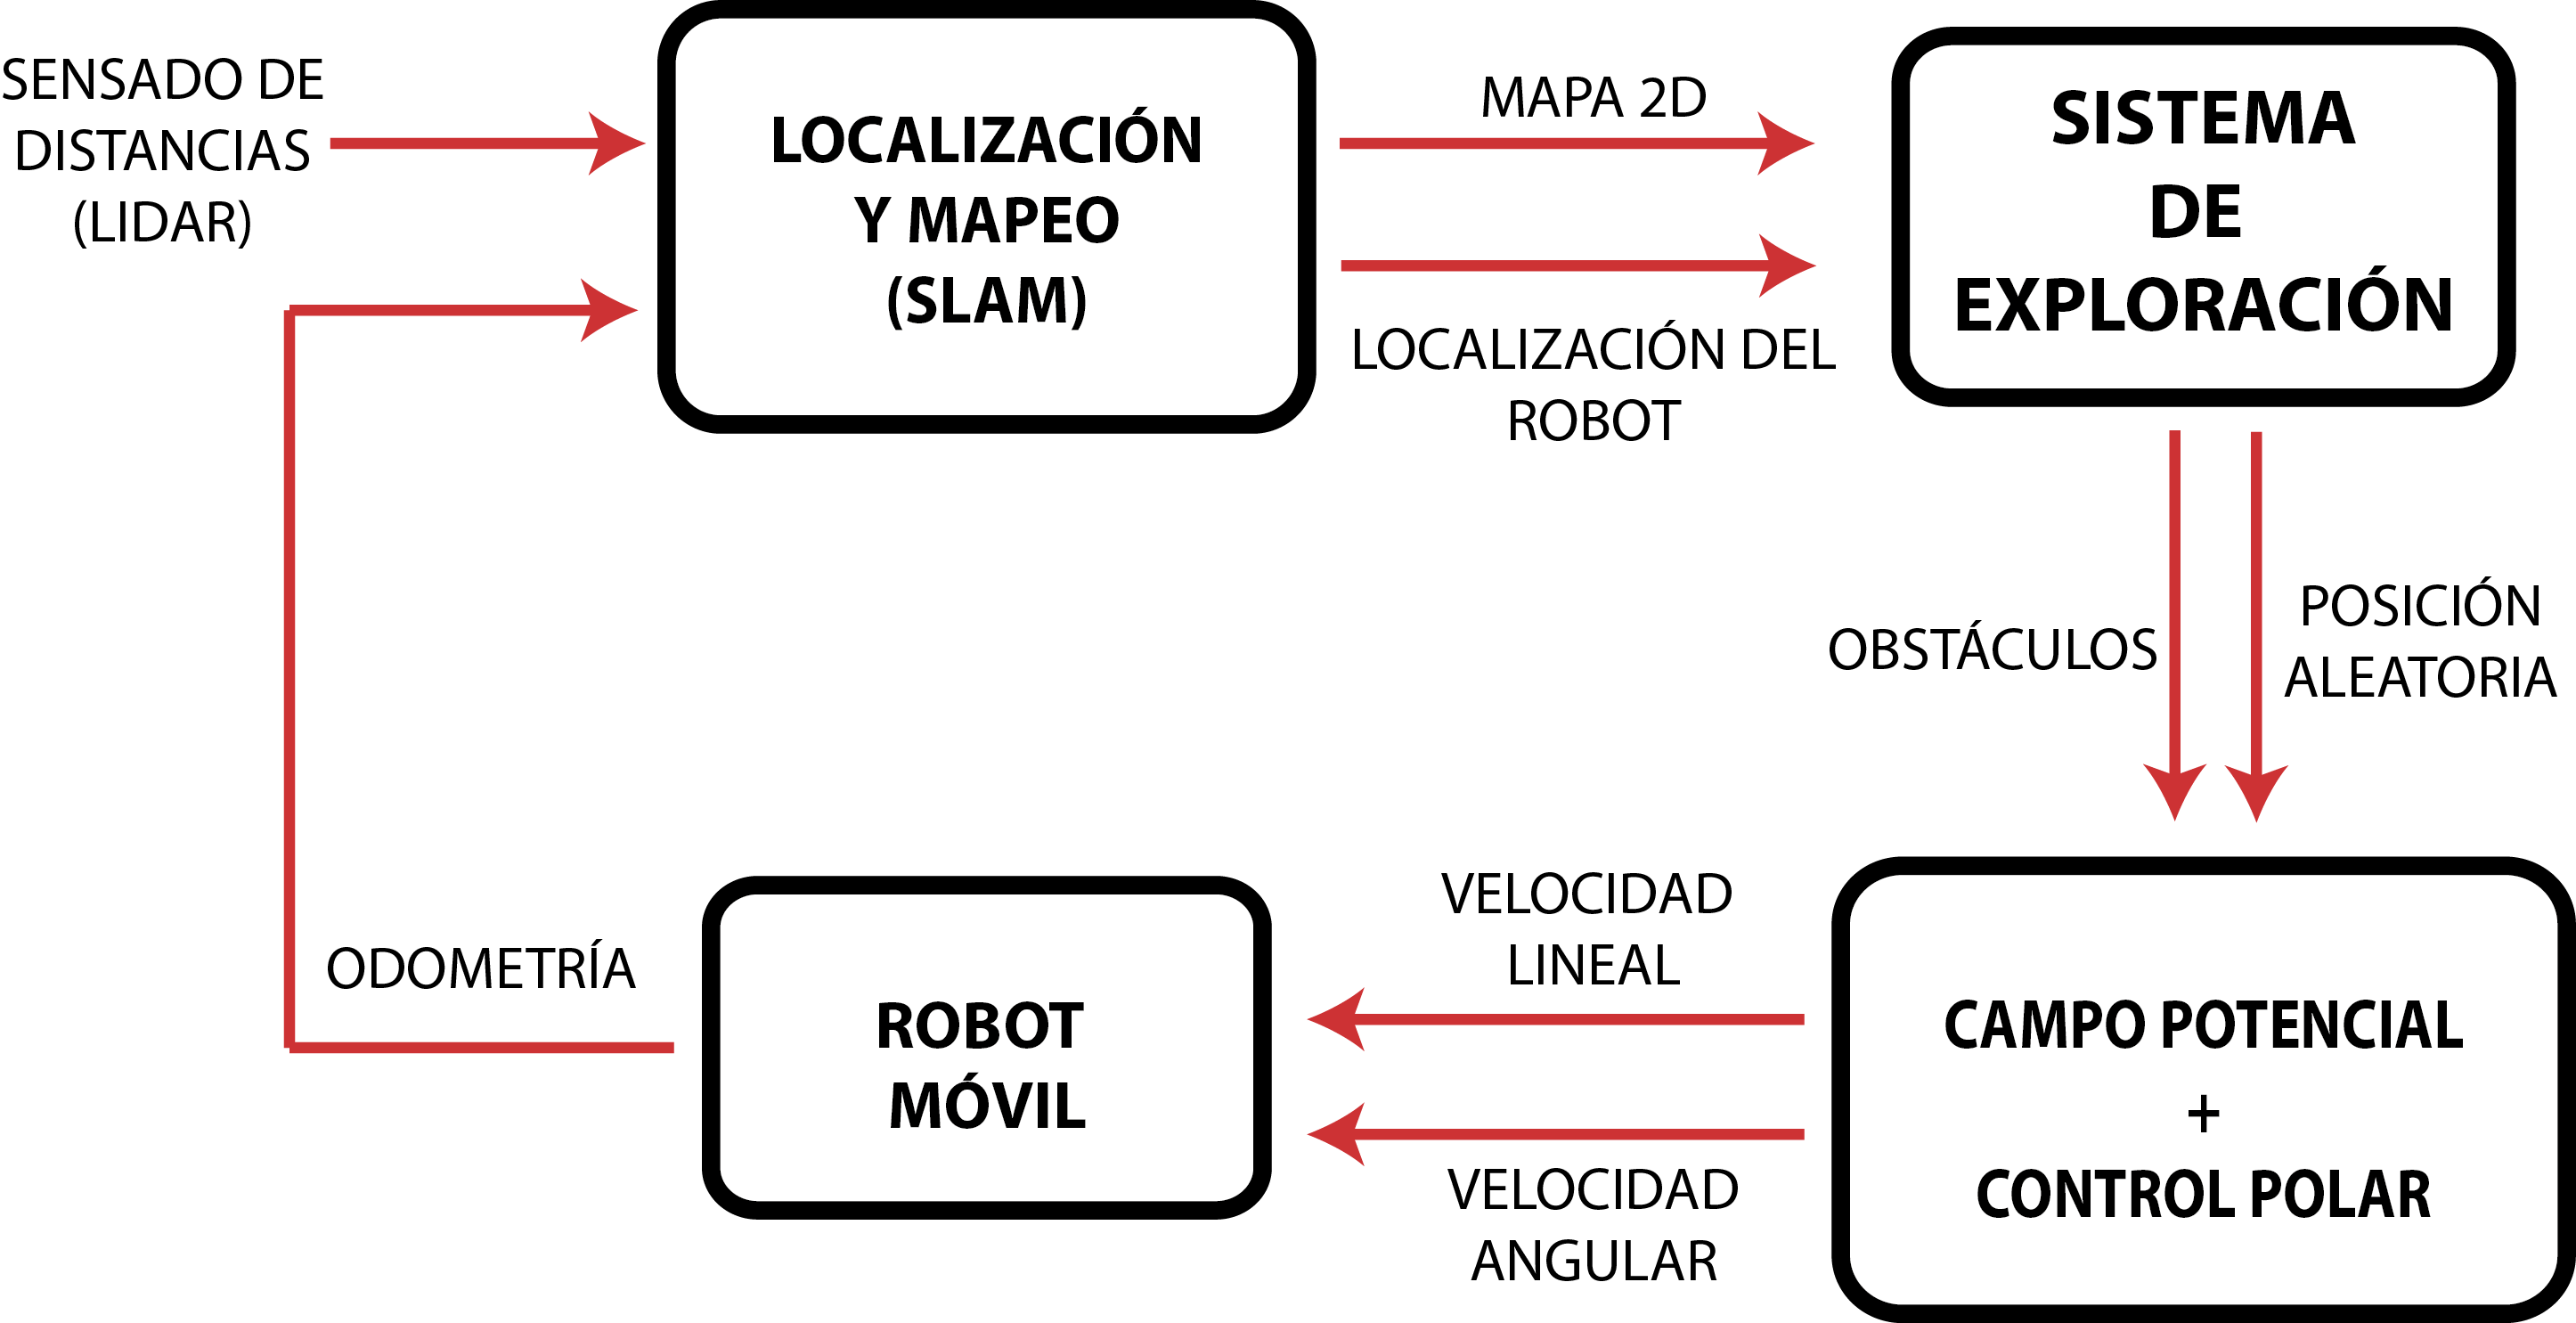 SENSADO DE
DISTANCIAS
(LIDAR)
LOCALIZACIÓN
Y MAPEO
(SLAM)
MAPA 2D
LOCALIZACIÓN DEL
ROBOT
SISTEMA
DE
EXPLORACIÓN
OBSTÁCULOS
POSICIÓN
ALEATORIA
CAMPO POTENCIAL
+
CONTROL POLAR
VELOCIDAD
LINEAL
VELOCIDAD
ANGULAR
ROBOT
MÓVIL
ODOMETRÍA